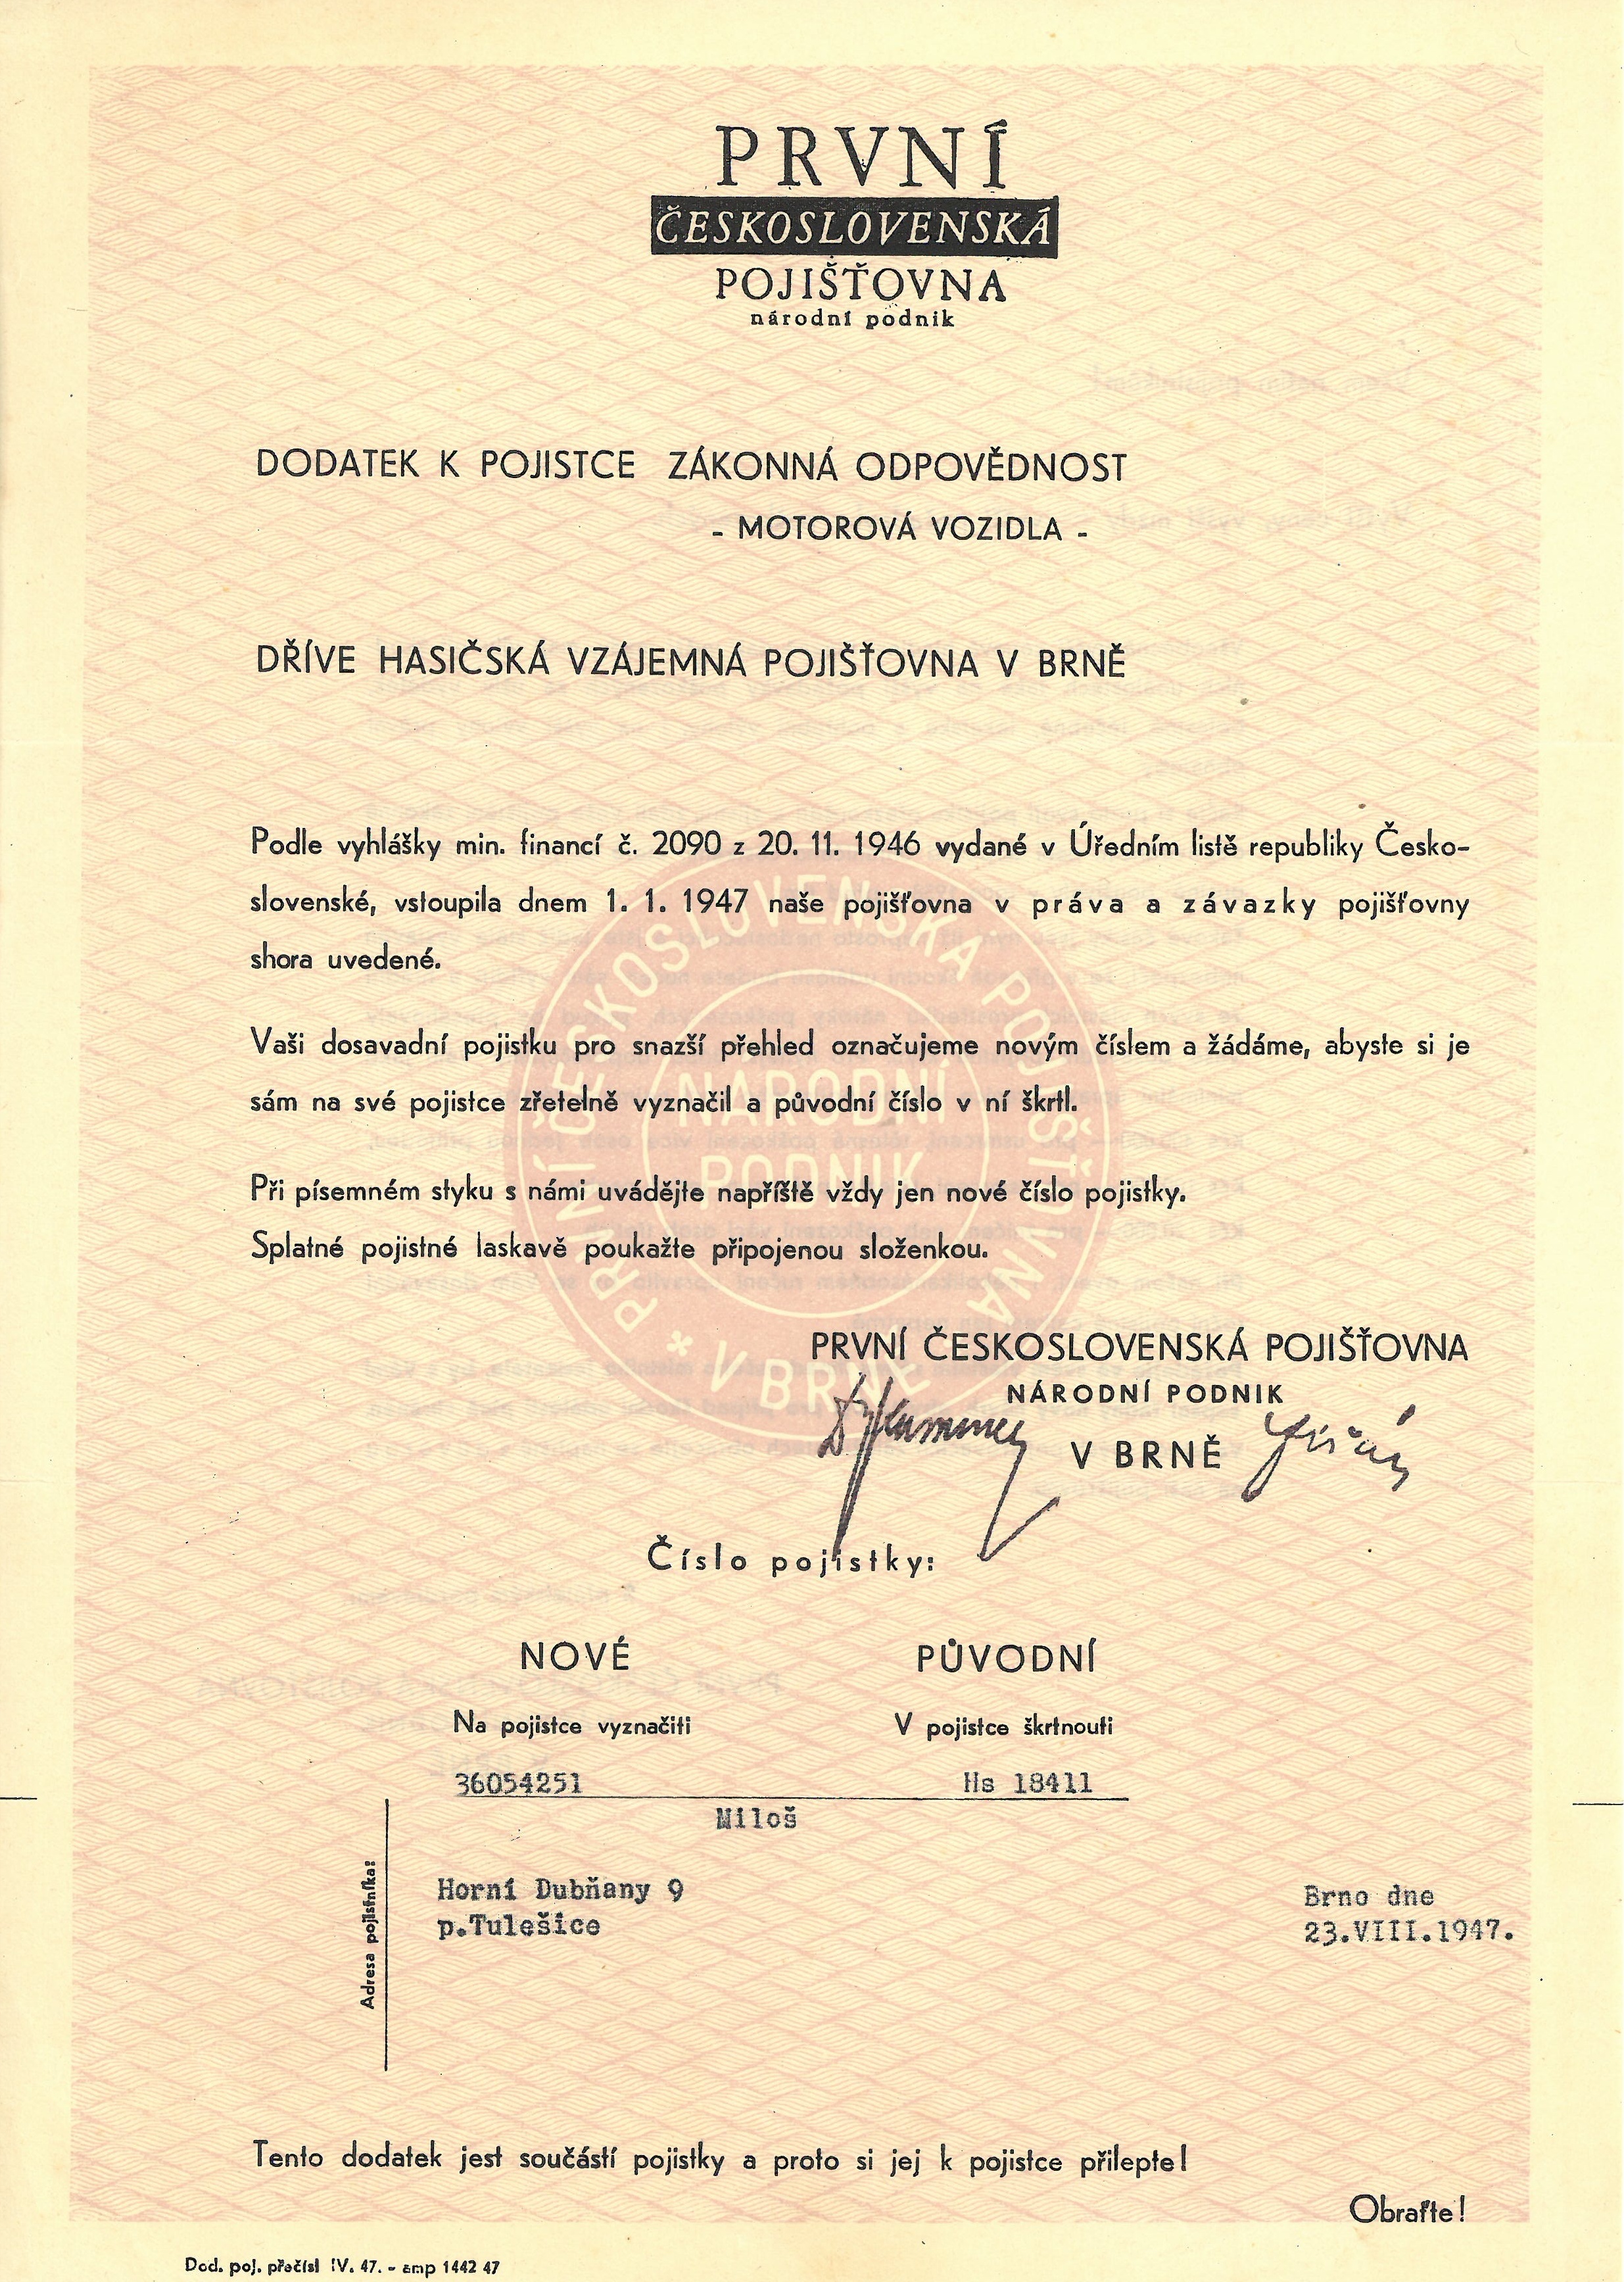 PRVNÍ
ČESKOSLOVENSKÁ
POJIŠŤOVNA
národní podnik
DODATEK K POJISTCE ZÁKONNÁ ODPOVĚDNOST
- MOTOROVÁ VOZIDLA -
DŘÍVE HASIČSKÁ VZÁJEMNÁ POJIŠŤOVNA V BRNĚ
Podle vyhlášky min. financí č. 2090 z 20. 11. 1946 vydané v Úředním listě republiky Česko-
slovenské, vstoupila dnem 1. 1. 1947 naše pojišťovna v práva a závazky pojišťovny
shora uvedené.
Vaši dosavadní pojistku pro snazší přehled označujeme novým číslem a žádáme, abyste si je
sám na své pojistce zřetelně vyznačil a původní číslo v ní škrtl.
Při písemném styku s námi uvádějte napříště vždy jen nové číslo pojistky.
Splatné pojistné laskavě poukažte připojenou složenkou.
PRVNÍ ČESKOSLOVENSKÁ POJIŠŤOVNA * V BRNĚ
NÁRODNÍ
PODNIK
PRVNÍ ČESKOSLOVENSKÁ POJIŠŤOVNA
NÁRODNÍ PODNIK
V BRNĚ
Číslo pojistky:
NOVÉ PŮVODNÍ
Na pojistce vyznačiti V pojistce škrtnouti
36054251 Hs 18411
Miloš
Adresa pojistníka:
Horní Dubňany 9
p.Tulešice
Brno dne
23.VIII.1947.
Tento dodatek jest součástí pojistky a proto si jej k pojistce přilepte!
Obraťte!
Dod. poj. přečísl IV. 47. - amp 1442 47